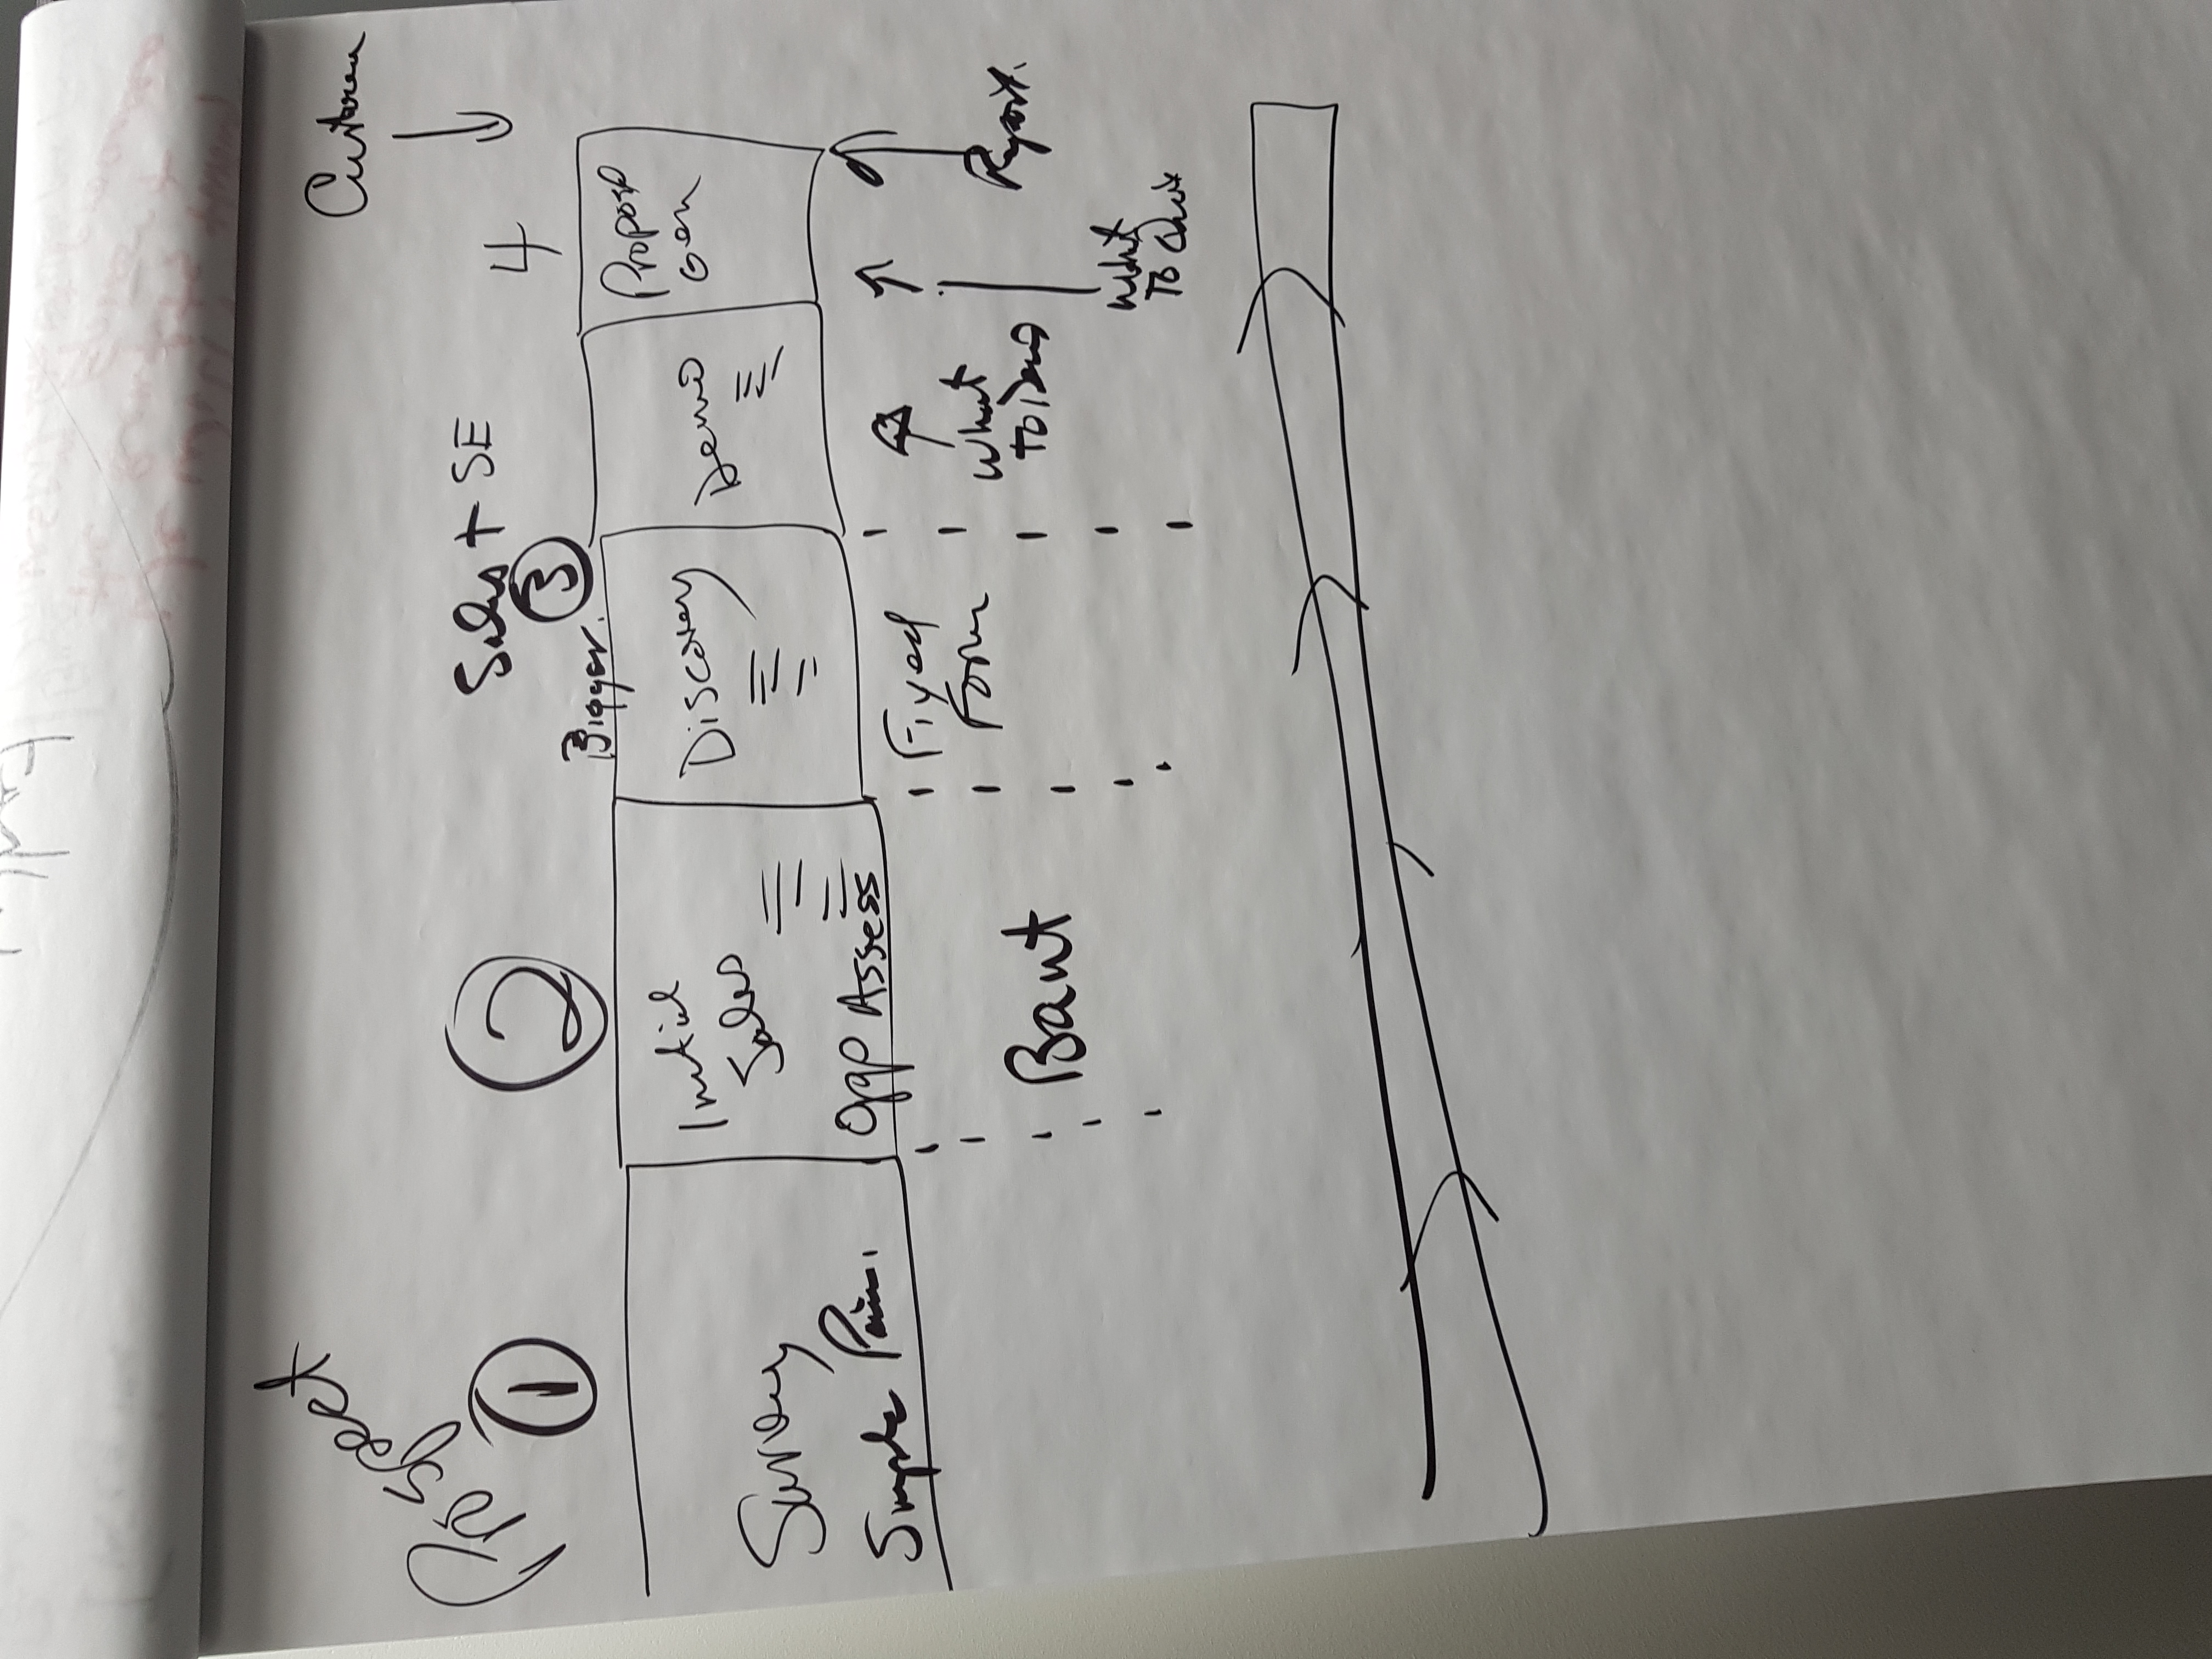 Prospect
Customer
Sales + SE
1
2
3
4
Bigger.
Survey
Simple Pain.
Initial
Sales
Opp Assess
Discovery
Demo
Proposal
Gen
Bant
Fixed
Form
What
To Demo
What
To Quote
Report.